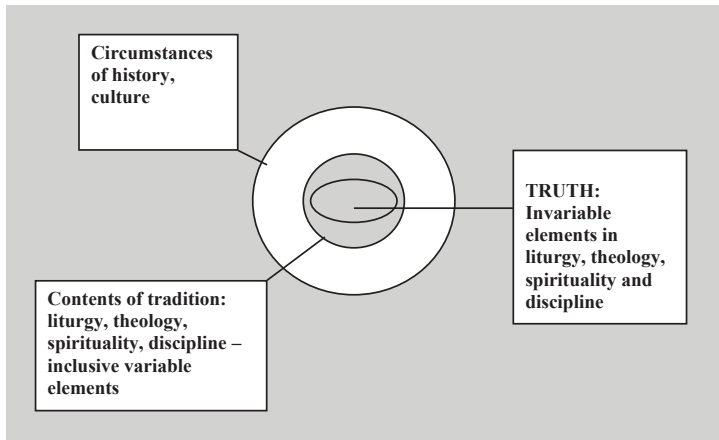 Circumstances
of history,
culture
TRUTH:
Invariable
elements in
liturgy, theology,
spirituality and
discipline
Contents of tradition:
liturgy, theology,
spirituality, discipline –
inclusive variable
elements